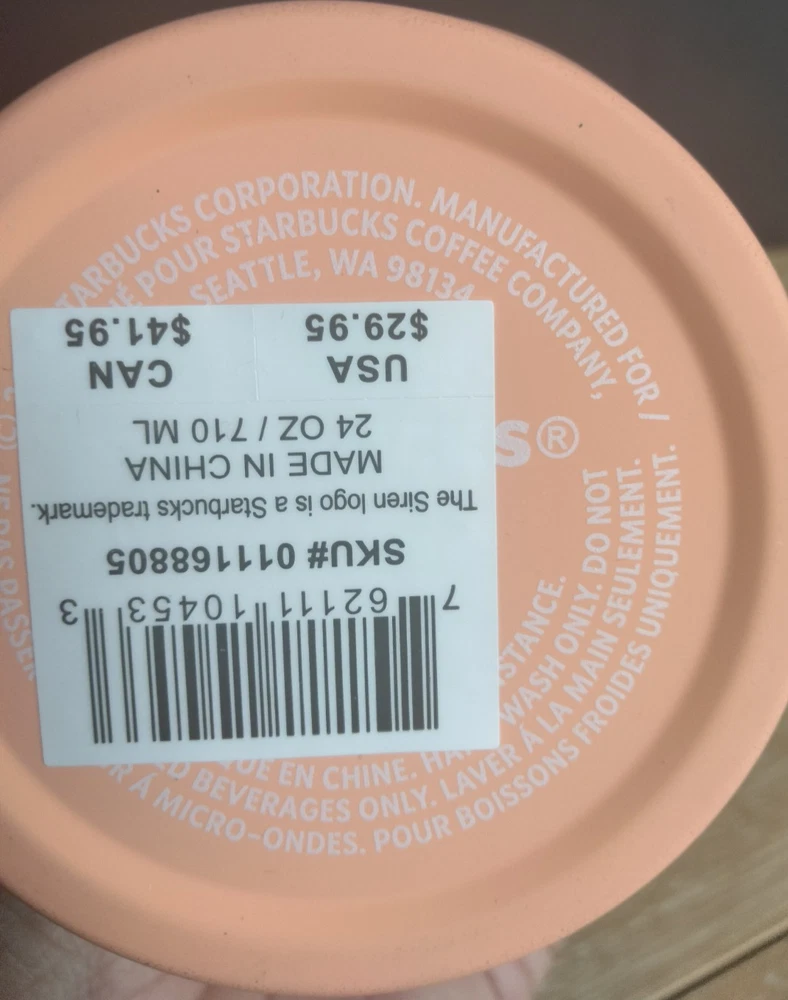 STARBUCKS CORPORATION. MANUFACTURED FOR /
POUR STARBUCKS COFFEE COMPANY,
SEATTLE, WA 98134
S®
WASH ONLY. DO NOT
LAVER À LA MAIN SEULEMENT.
BEVERAGES ONLY.
EN CHINE.
Á MICRO-ONDES. POUR BOISSONS FROIDES UNIQUEMENT.
NE PAS PASSER
7 62111 10453 3
SKU# 011168805
The Siren logo is a Starbucks trademark.
MADE IN CHINA
24 OZ / 710 ML
USA CAN
$29.95 $41.95